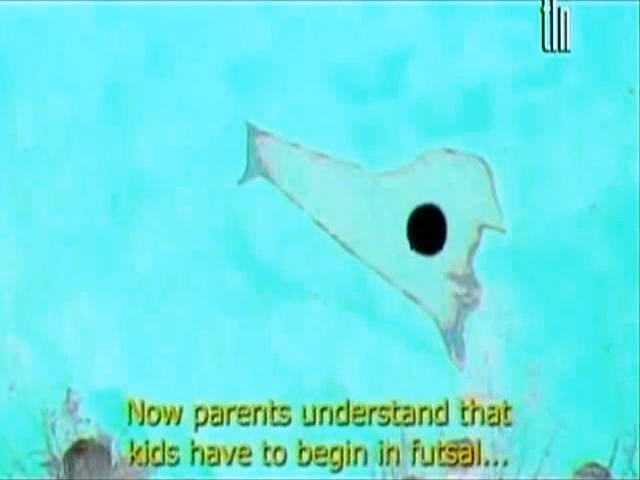 Now parents understand that
kids have to begin in futsal...